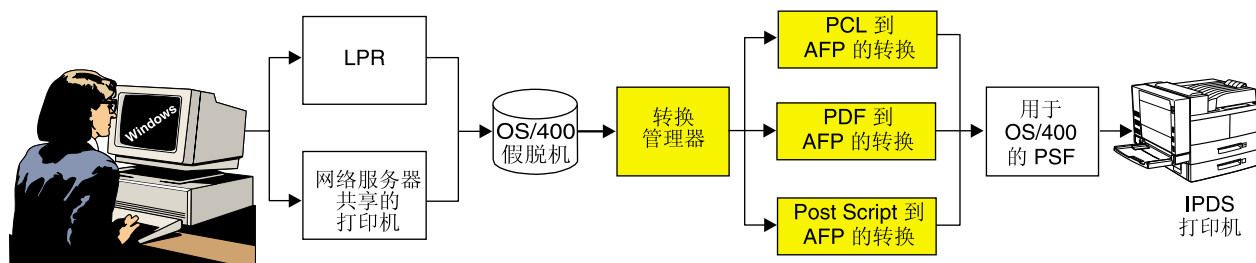 Windows
LPR
网络服务器
共享的
打印机
OS/400
假脱机
转换
管理器
PCL 到
AFP 的转换
PDF 到
AFP 的转换
Post Script 到
AFP 的转换
用于
OS/400
的 PSF
IPDS
打印机